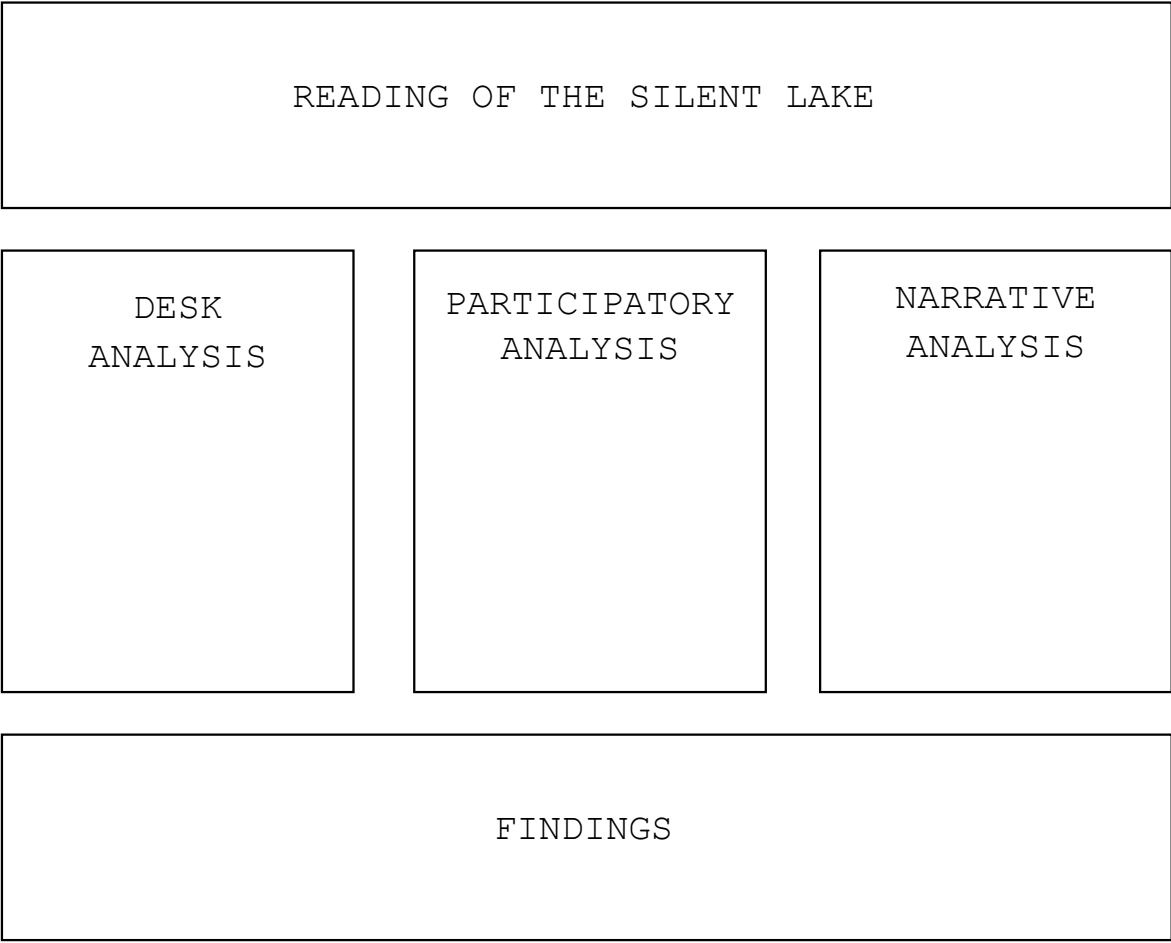 READING OF THE SILENT LAKE
DESK
ANALYSIS
PARTICIPATORY
ANALYSIS
NARRATIVE
ANALYSIS
FINDINGS